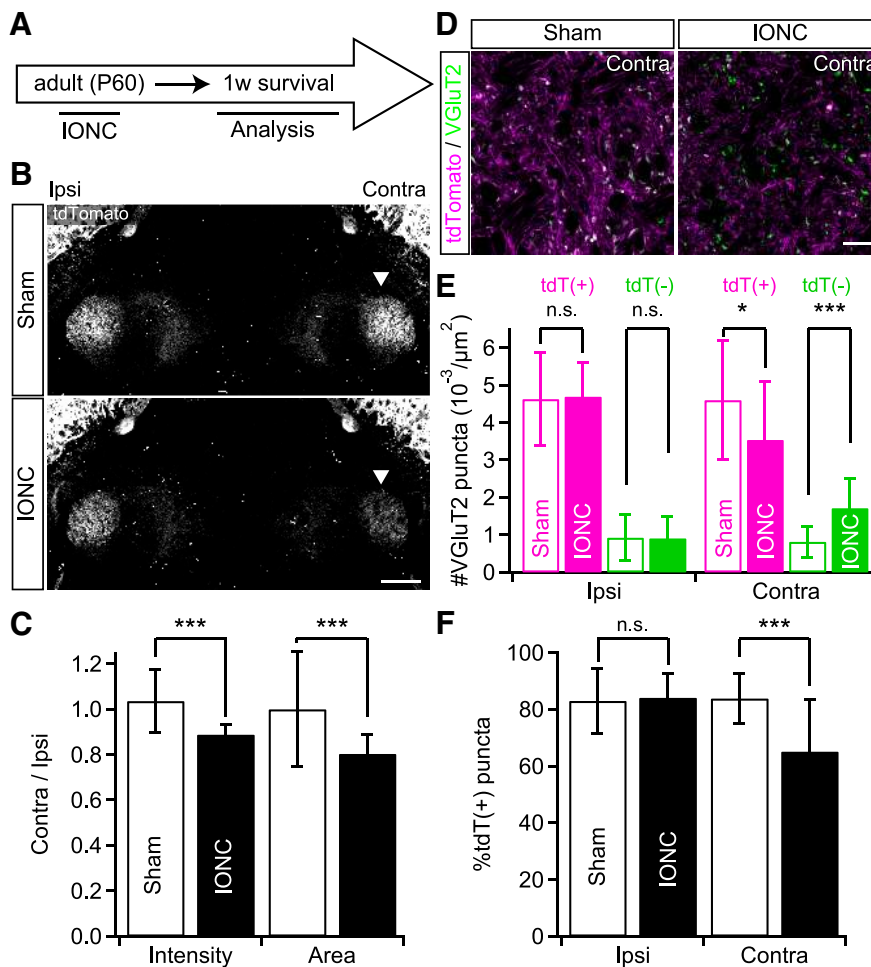 A
adult (P60)
1w survival
IONC
Analysis
B
Ipsi
Contra
tdTomato
Sham
IONC
C
***
***
Contra / Ipsi
1.2
1.0
0.8
0.6
0.4
0.2
0.0
Sham
IONC
Intensity
Area
D
Sham
IONC
tdTomato / VGluT2
Contra
Contra
E
tdT(+)
tdT(-)
tdT(+)
tdT(-)
n.s.
n.s.
*
***
#VGluT2 puncta (10⁻³/μm²)
6
5
4
3
2
1
0
Sham
IONC
Sham
IONC
IONC
Ipsi
Contra
F
n.s.
***
%tdT(+) puncta
100
80
60
40
20
0
Sham
IONC
Ipsi
Contra